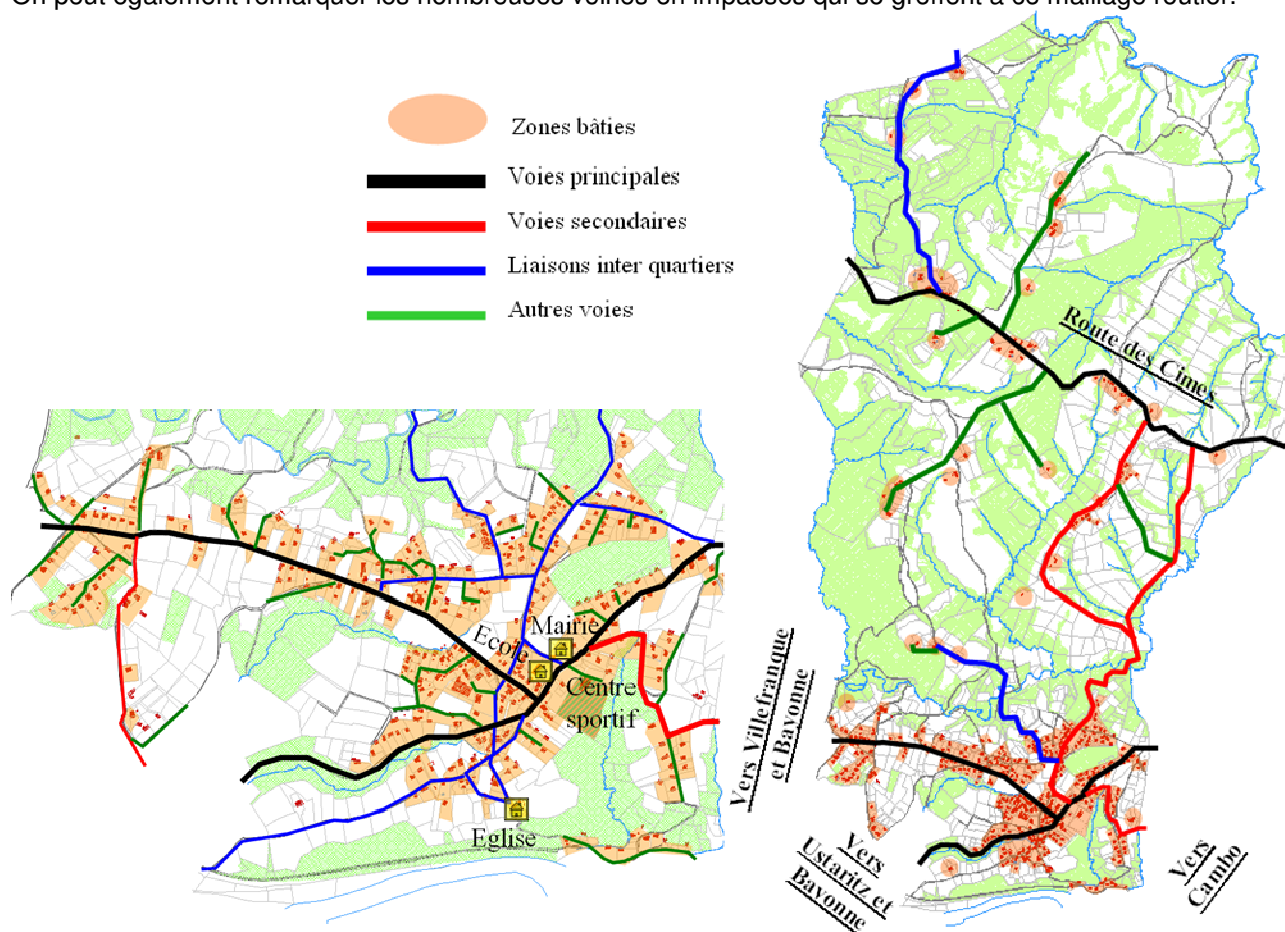 On peut également remarquer les nombreuses voiries en impasses qui se greffent à ce maillage routier.
Zones bâties
Voies principales
Voies secondaires
Liaisons inter quartiers
Autres voies
Route des Cimes
Mairie
Ecole
Centre
sportif
Eglise
Vers Villefranque
et Bayonne
Vers
Ustaritz et
Bayonne
Vers
Cambo